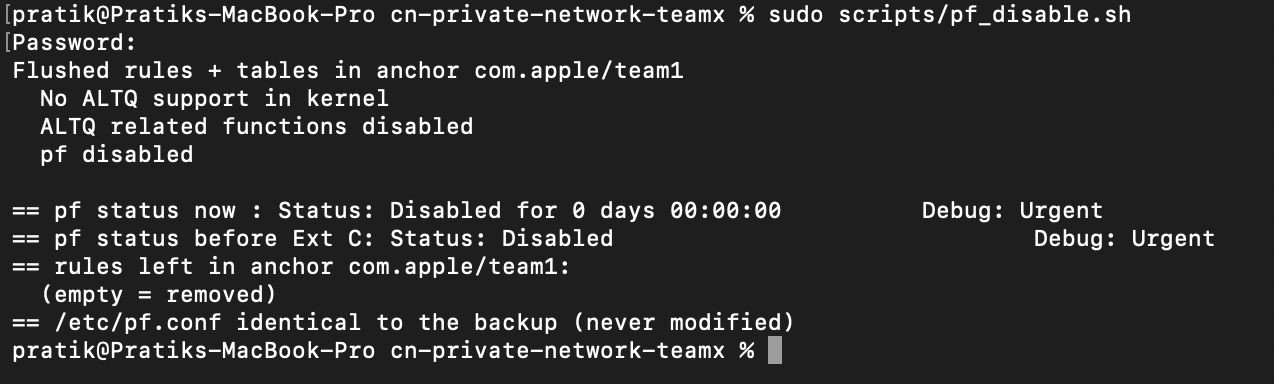 [pratik@Pratiks-MacBook-Pro cn-private-network-teamx % sudo scripts/pf_disable.sh
[Password:
Flushed rules + tables in anchor com.apple/team1
  No ALTQ support in kernel
  ALTQ related functions disabled
  pf disabled

== pf status now : Status: Disabled for 0 days 00:00:00          Debug: Urgent
== pf status before Ext C: Status: Disabled                              Debug: Urgent
== rules left in anchor com.apple/team1:
  (empty = removed)
== /etc/pf.conf identical to the backup (never modified)
pratik@Pratiks-MacBook-Pro cn-private-network-teamx %